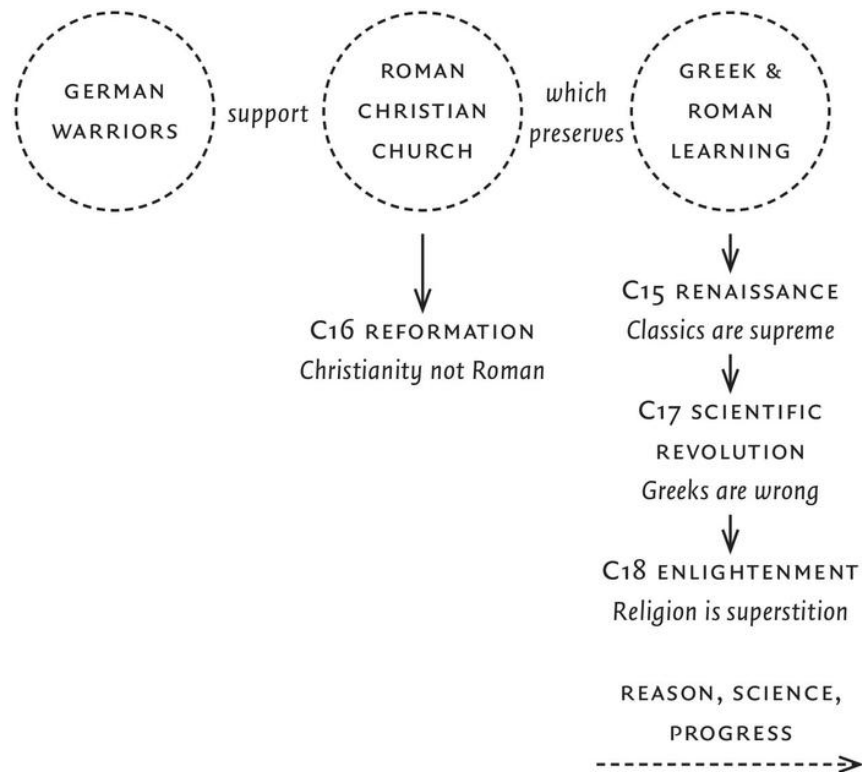 GERMAN
WARRIORS
support
ROMAN
CHRISTIAN
CHURCH
which
preserves
GREEK &
ROMAN
LEARNING
C16 REFORMATION
Christianity not Roman
C15 RENAISSANCE
Classics are supreme
C17 SCIENTIFIC
REVOLUTION
Greeks are wrong
C18 ENLIGHTENMENT
Religion is superstition
REASON, SCIENCE,
PROGRESS